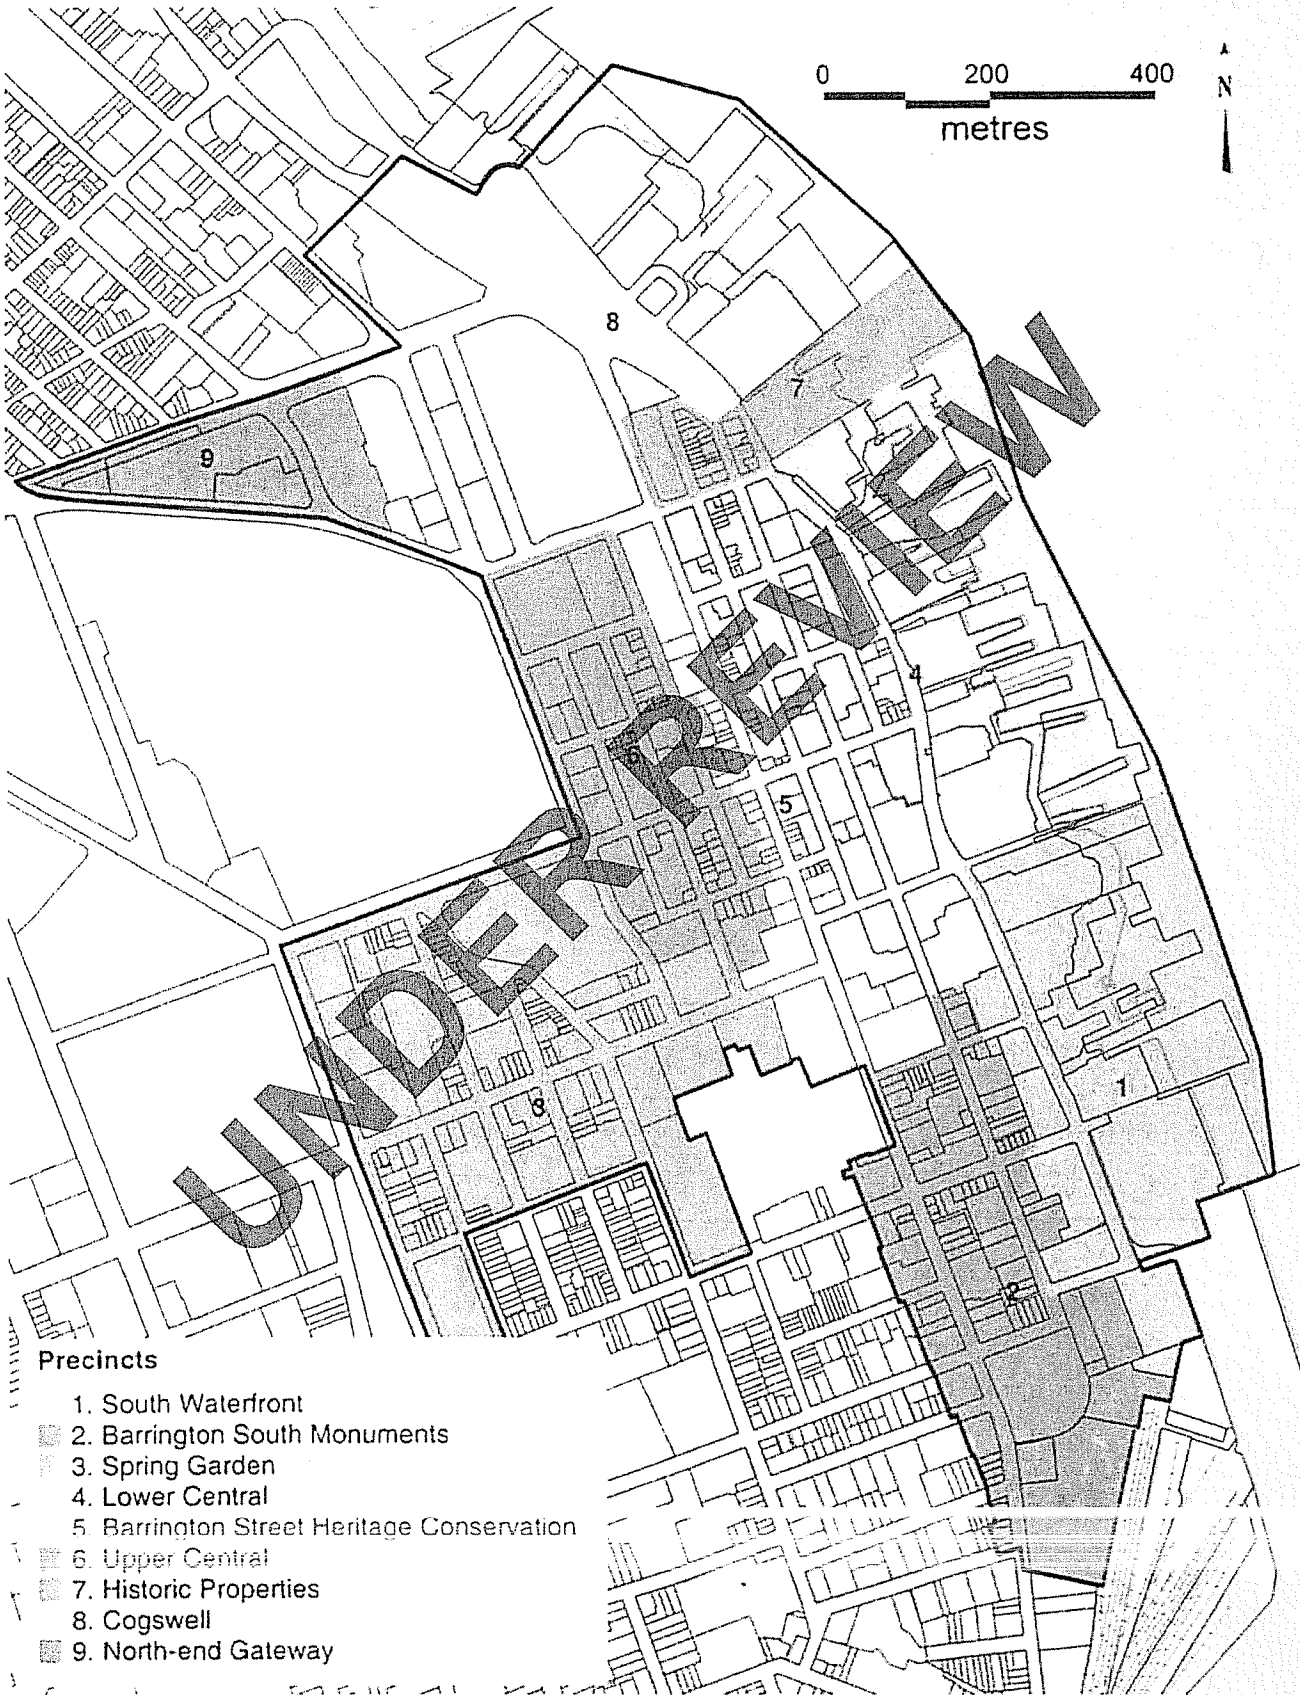 0 200 400
metres
N
8
7
9
4
6
5
3
1
2
UNDER REVIEW
Precincts
1. South Waterfront
2. Barrington South Monuments
3. Spring Garden
4. Lower Central
5. Barrington Street Heritage Conservation
6. Upper Central
7. Historic Properties
8. Cogswell
9. North-end Gateway